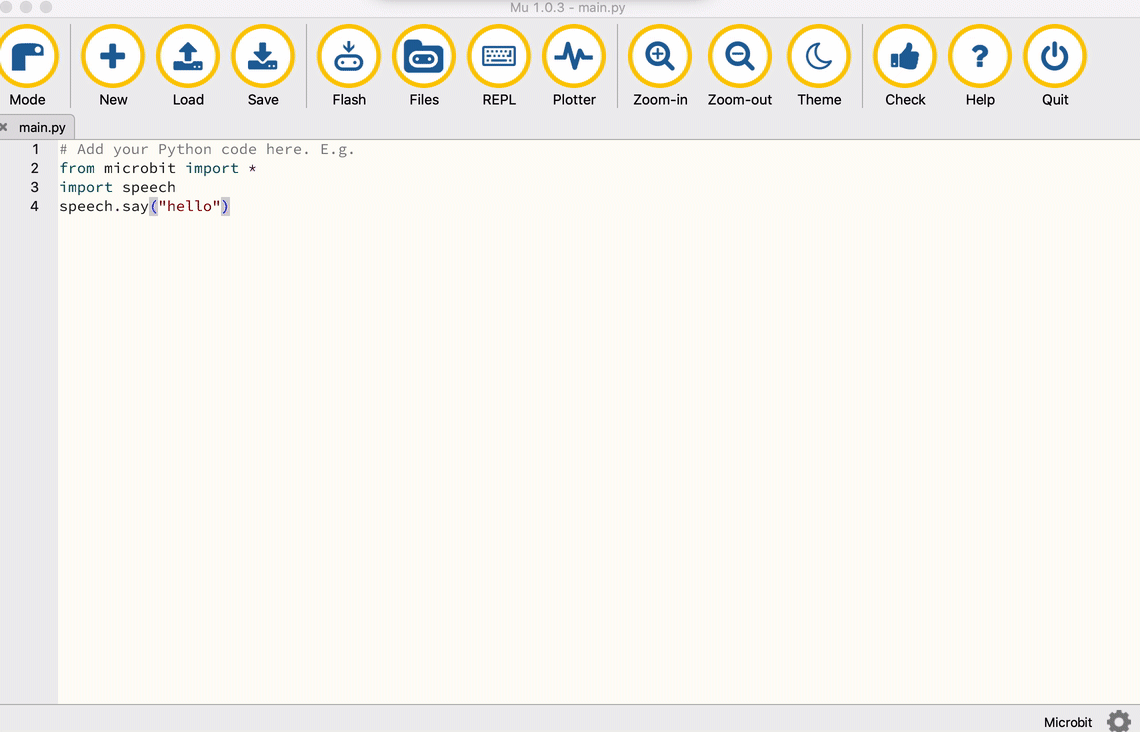 Mu 1.0.3 - main.py
Mode New Load Save Flash Files REPL Plotter Zoom-in Zoom-out Theme Check Help Quit
main.py
1 # Add your Python code here. E.g.
2 from microbit import *
3 import speech
4 speech.say("hello")
Microbit